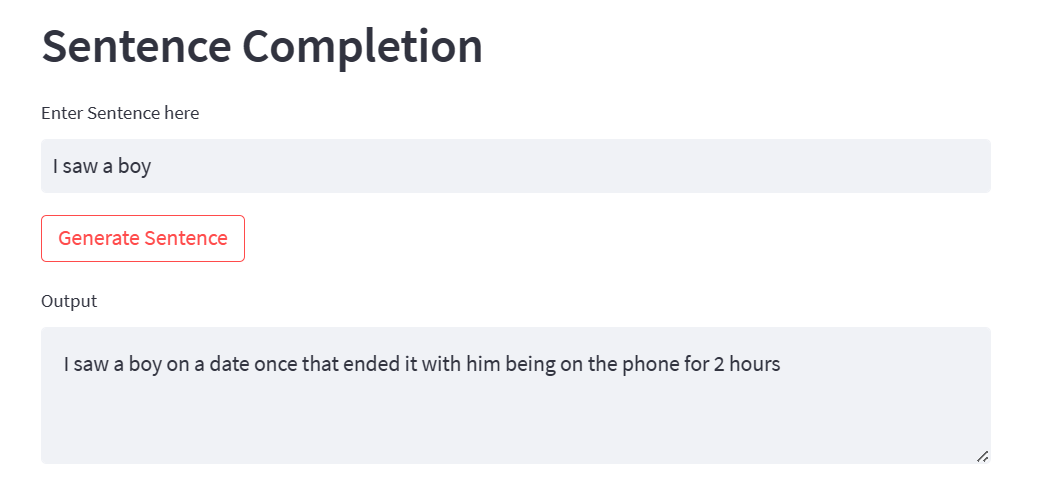 Sentence Completion
Enter Sentence here
I saw a boy
Generate Sentence
Output
I saw a boy on a date once that ended it with him being on the phone for 2 hours